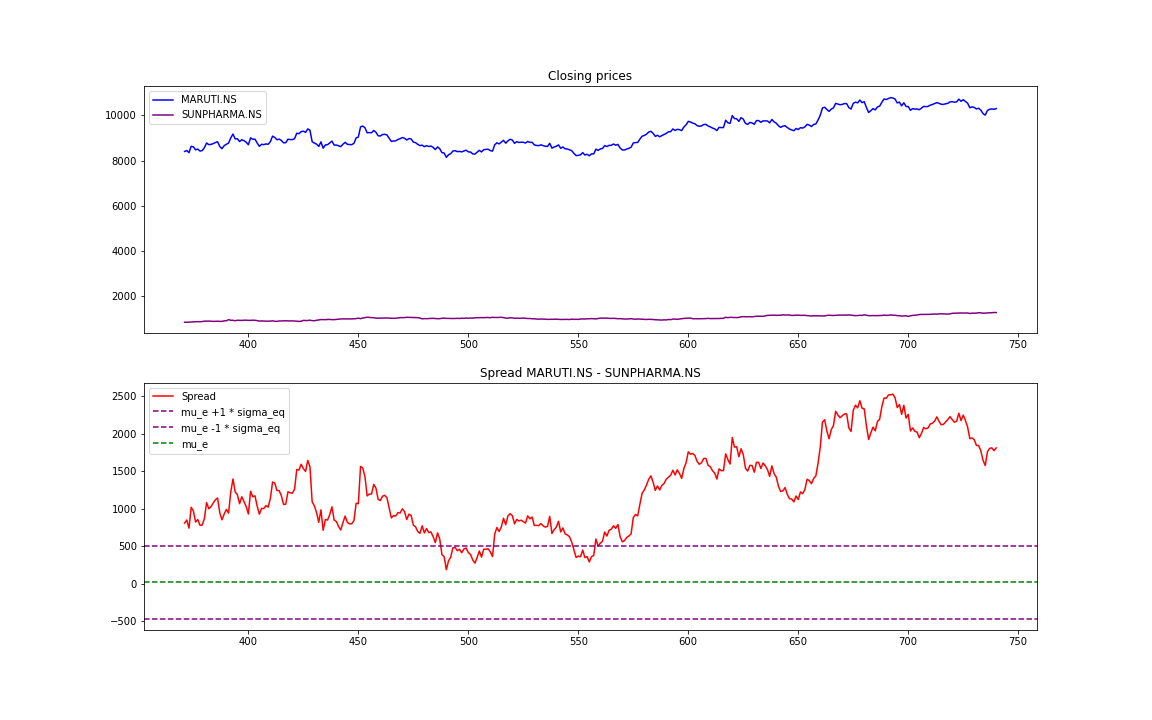 Closing prices
MARUTI.NS
SUNPHARMA.NS
10000
8000
6000
4000
2000
400 450 500 550 600 650 700 750
Spread MARUTI.NS - SUNPHARMA.NS
Spread
mu_e +1 * sigma_eq
mu_e -1 * sigma_eq
mu_e
2500
2000
1500
1000
500
0
−500
400 450 500 550 600 650 700 750